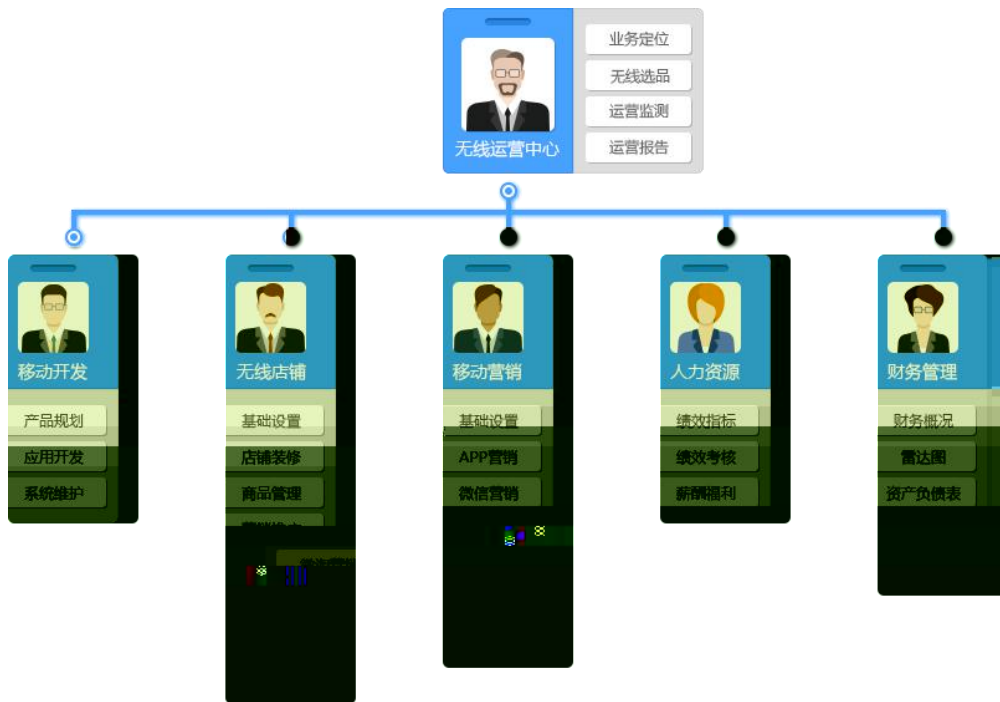 业务定位
无线选品
运营监测
运营报告
无线运营中心
移动开发
产品规划
应用开发
系统维护
无线店铺
基础设置
店铺装修
商品管理
移动营销
基础设置
APP营销
微信营销
人力资源
绩效指标
绩效考核
薪酬福利
财务管理
财务概况
雷达图
资产负债表